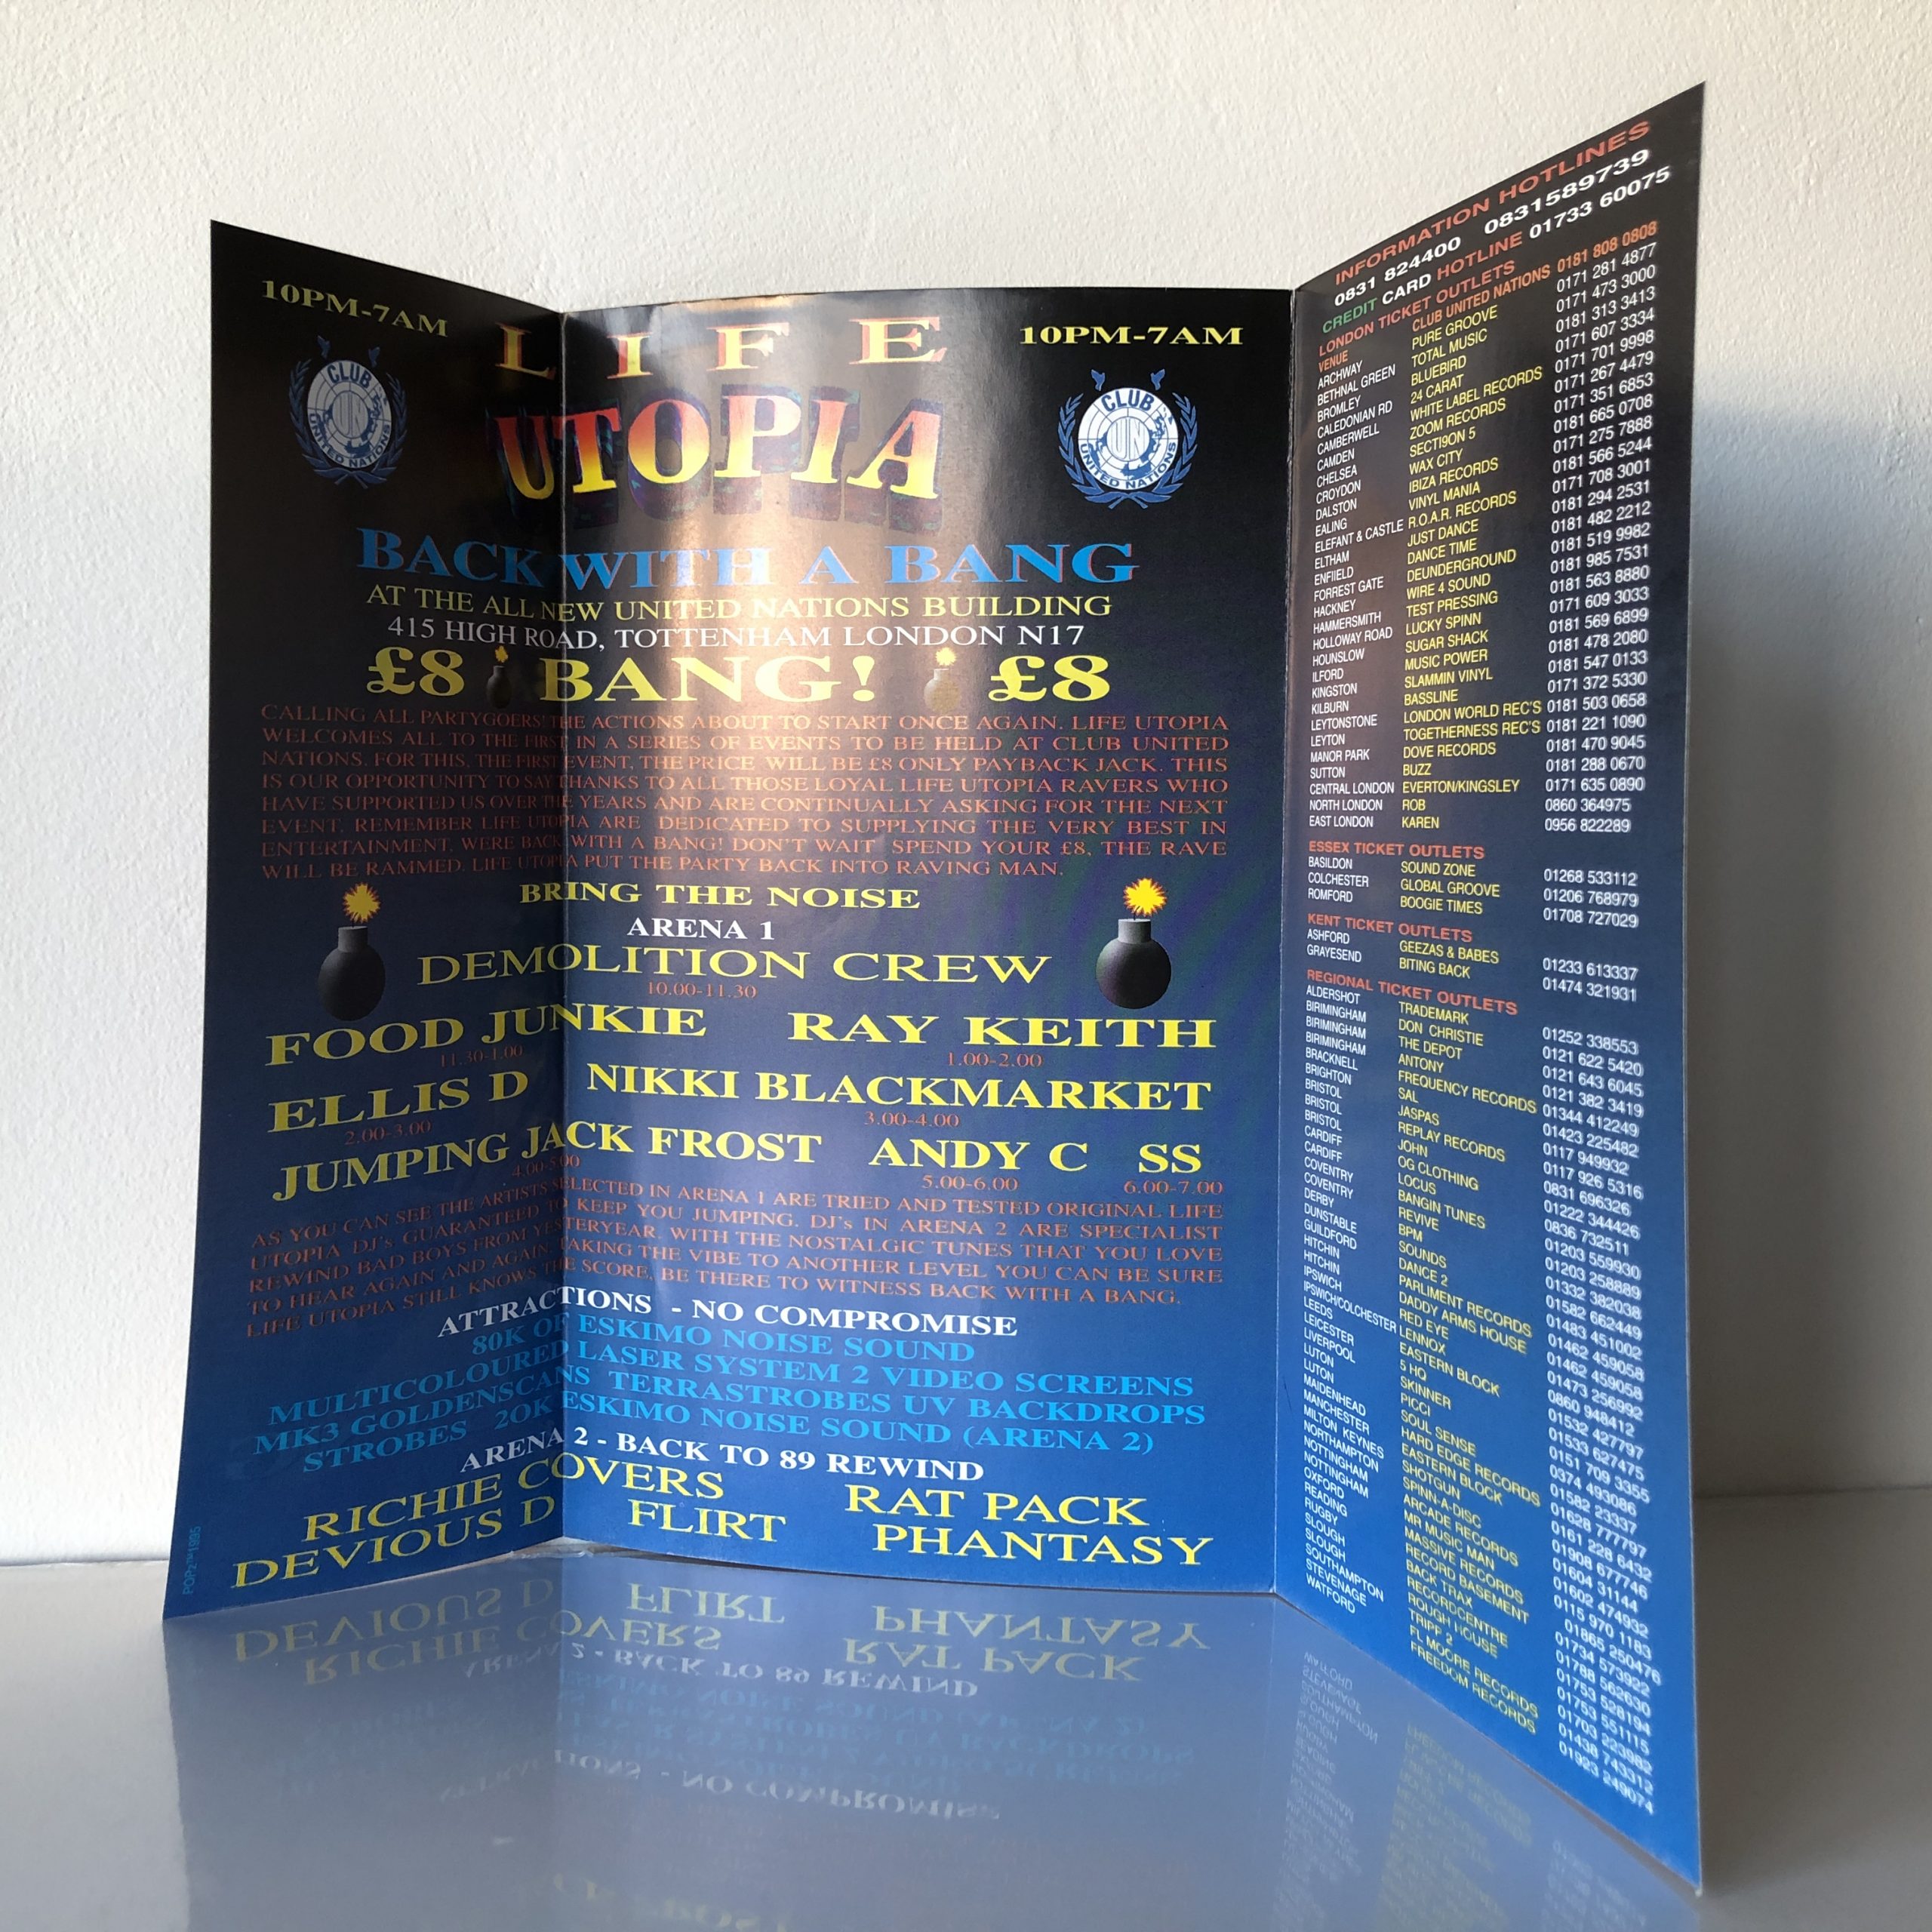 10PM-7AM
LIFE
10PM-7AM
CLUB
UN
UNITED NATIONS
UTOPIA
CLUB
UN
UNITED NATIONS
BACK WITH A BANG
AT THE ALL NEW UNITED NATIONS BUILDING
415 HIGH ROAD, TOTTENHAM LONDON N17
£8 BANG! £8
CALLING ALL PARTYGOERS! THE ACTIONS ABOUT TO START ONCE AGAIN. LIFE UTOPIA
WELCOMES ALL TO THE FIRST IN A SERIES OF EVENTS TO BE HELD AT CLUB UNITED
NATIONS. FOR THIS, THE FIRST EVENT, THE PRICE WILL BE £8 ONLY PAYBACK JACK. THIS
IS OUR OPPORTUNITY TO SAY THANKS TO ALL THOSE LOYAL LIFE UTOPIA RAVERS WHO
HAVE SUPPORTED US OVER THE YEARS AND ARE CONTINUALLY ASKING FOR THE NEXT
EVENT. REMEMBER LIFE UTOPIA ARE DEDICATED TO SUPPLYING THE VERY BEST IN
ENTERTAINMENT, WERE BACK WITH A BANG! DON'T WAIT SPEND YOUR £8, THE RAVE
WILL BE RAMMED. LIFE UTOPIA PUT THE PARTY BACK INTO RAVING MAN.
BRING THE NOISE
ARENA 1
DEMOLITION CREW
10.00-11.30
FOOD JUNKIE RAY KEITH
11.30-1.00 1.00-2.00
ELLIS D NIKKI BLACKMARKET
2.00-3.00 3.00-4.00
JUMPING JACK FROST ANDY C SS
4.00-5.00 5.00-6.00 6.00-7.00
AS YOU CAN SEE THE ARTISTS SELECTED IN ARENA 1 ARE TRIED AND TESTED ORIGINAL LIFE
UTOPIA DJ's GUARANTEED TO KEEP YOU JUMPING. DJ's IN ARENA 2 ARE SPECIALIST
REWIND BAD BOYS FROM YESTERYEAR. WITH THE NOSTALGIC TUNES THAT YOU LOVE
TO HEAR AGAIN AND AGAIN. TAKING THE VIBE TO ANOTHER LEVEL YOU CAN BE SURE
LIFE UTOPIA STILL KNOWS THE SCORE. BE THERE TO WITNESS BACK WITH A BANG.
ATTRACTIONS - NO COMPROMISE
80K OF ESKIMO NOISE SOUND
MULTICOLOURED LASER SYSTEM 2 VIDEO SCREENS
MK3 GOLDENSCANS TERRASTROBES UV BACKDROPS
STROBES 20K ESKIMO NOISE SOUND (ARENA 2)
ARENA 2 - BACK TO 89 REWIND
RICHIE COVERS RAT PACK
DEVIOUS D FLIRT PHANTASY
POPz™1995
INFORMATION HOTLINES
0831 824400 0831589739
CREDIT CARD HOTLINE 01733 60075
LONDON TICKET OUTLETS
VENUE CLUB UNITED NATIONS 0181 808 0808
ARCHWAY PURE GROOVE 0171 281 4877
BETHNAL GREEN TOTAL MUSIC 0171 473 3000
BROMLEY BLUEBIRD 0181 313 3413
CALEDONIAN RD 24 CARAT 0171 607 3334
CAMBERWELL WHITE LABEL RECORDS 0171 701 9998
CAMDEN ZOOM RECORDS 0171 267 4479
CHELSEA SECTI9ON 5 0171 351 6853
CROYDON WAX CITY 0181 665 0708
DALSTON IBIZA RECORDS 0171 275 7888
EALING VINYL MANIA 0181 566 5244
ELEFANT & CASTLE R.O.A.R. RECORDS 0171 708 3001
ELTHAM JUST DANCE 0181 294 2531
ENFIELD DANCE TIME 0181 482 2212
FORREST GATE DEUNDERGROUND 0181 519 9982
HACKNEY WIRE 4 SOUND 0181 985 7531
HAMMERSMITH TEST PRESSING 0181 563 8880
HOLLOWAY ROAD LUCKY SPINN 0171 609 3033
HOUNSLOW SUGAR SHACK 0181 569 6899
ILFORD MUSIC POWER 0181 478 2080
KINGSTON SLAMMIN VINYL 0181 547 0133
KILBURN BASSLINE 0171 372 5330
LEYTONSTONE LONDON WORLD REC'S 0181 503 0658
LEYTON TOGETHERNESS REC'S 0181 221 1090
MANOR PARK DOVE RECORDS 0181 470 9045
SUTTON BUZZ 0181 288 0670
CENTRAL LONDON EVERTON/KINGSLEY 0171 635 0890
NORTH LONDON ROB 0860 364975
EAST LONDON KAREN 0956 822289
ESSEX TICKET OUTLETS
BASILDON SOUND ZONE 01268 533112
COLCHESTER GLOBAL GROOVE 01206 768979
ROMFORD BOOGIE TIMES 01708 727029
KENT TICKET OUTLETS
ASHFORD GEEZAS & BABES 01233 613337
GRAYESEND BITING BACK 01474 321931
REGIONAL TICKET OUTLETS
ALDERSHOT TRADEMARK 01252 338553
BIRIMINGHAM DON CHRISTIE 0121 622 5420
BIRIMINGHAM THE DEPOT 0121 643 6045
BIRIMINGHAM ANTONY 0121 382 3419
BRACKNELL FREQUENCY RECORDS 01344 412249
BRIGHTON SAL 01423 225482
BRISTOL JASPAS 0117 949932
BRISTOL REPLAY RECORDS 0117 926 5316
BRISTOL JOHN 0831 696326
CARDIFF OG CLOTHING 01222 344426
CARDIFF LOCUS 0836 732511
COVENTRY BANGIN TUNES 01203 559930
COVENTRY REVIVE 01203 258889
DERBY BPM 01332 382038
DUNSTABLE SOUNDS 01582 662449
GUILDFORD DANCE 2 01483 451002
HITCHIN PARLIMENT RECORDS 01462 459058
HITCHIN DADDY ARMS HOUSE 01462 459058
IPSWICH RED EYE 01473 256992
IPSWICH/COLCHESTER LENNOX 0860 948412
LEEDS EASTERN BLOCK 01532 427797
LEICESTER 5 HQ 01533 627475
LIVERPOOL SKINNER 0151 709 3355
LUTON PICCI 0374 493086
LUTON SOUL SENSE 01582 23337
MAIDENHEAD HARD EDGE RECORDS 01628 777797
MANCHESTER EASTERN BLOCK 0161 228 6432
MILTON KEYNES SHOTGUN 01908 677746
NORTHAMPTON SPINN-A-DISC 01604 31144
NOTTINGHAM ARCADE RECORDS 01602 474932
NOTTINGHAM MR MUSIC MAN 0115 970 1183
OXFORD MASSIVE RECORDS 01865 250476
READING RECORD BASEMENT 01734 573922
RUGBY BACK TRAX 01788 562630
SLOUGH RECORDCENTRE 01753 528194
SLOUGH ROUGH HOUSE 01753 551115
SOUTHAMPTON TRIPF 2 01703 223982
STEVENAGE FL MOORE RECORDS 01438 743312
WATFORD FREEDOM RECORDS 01923 249074